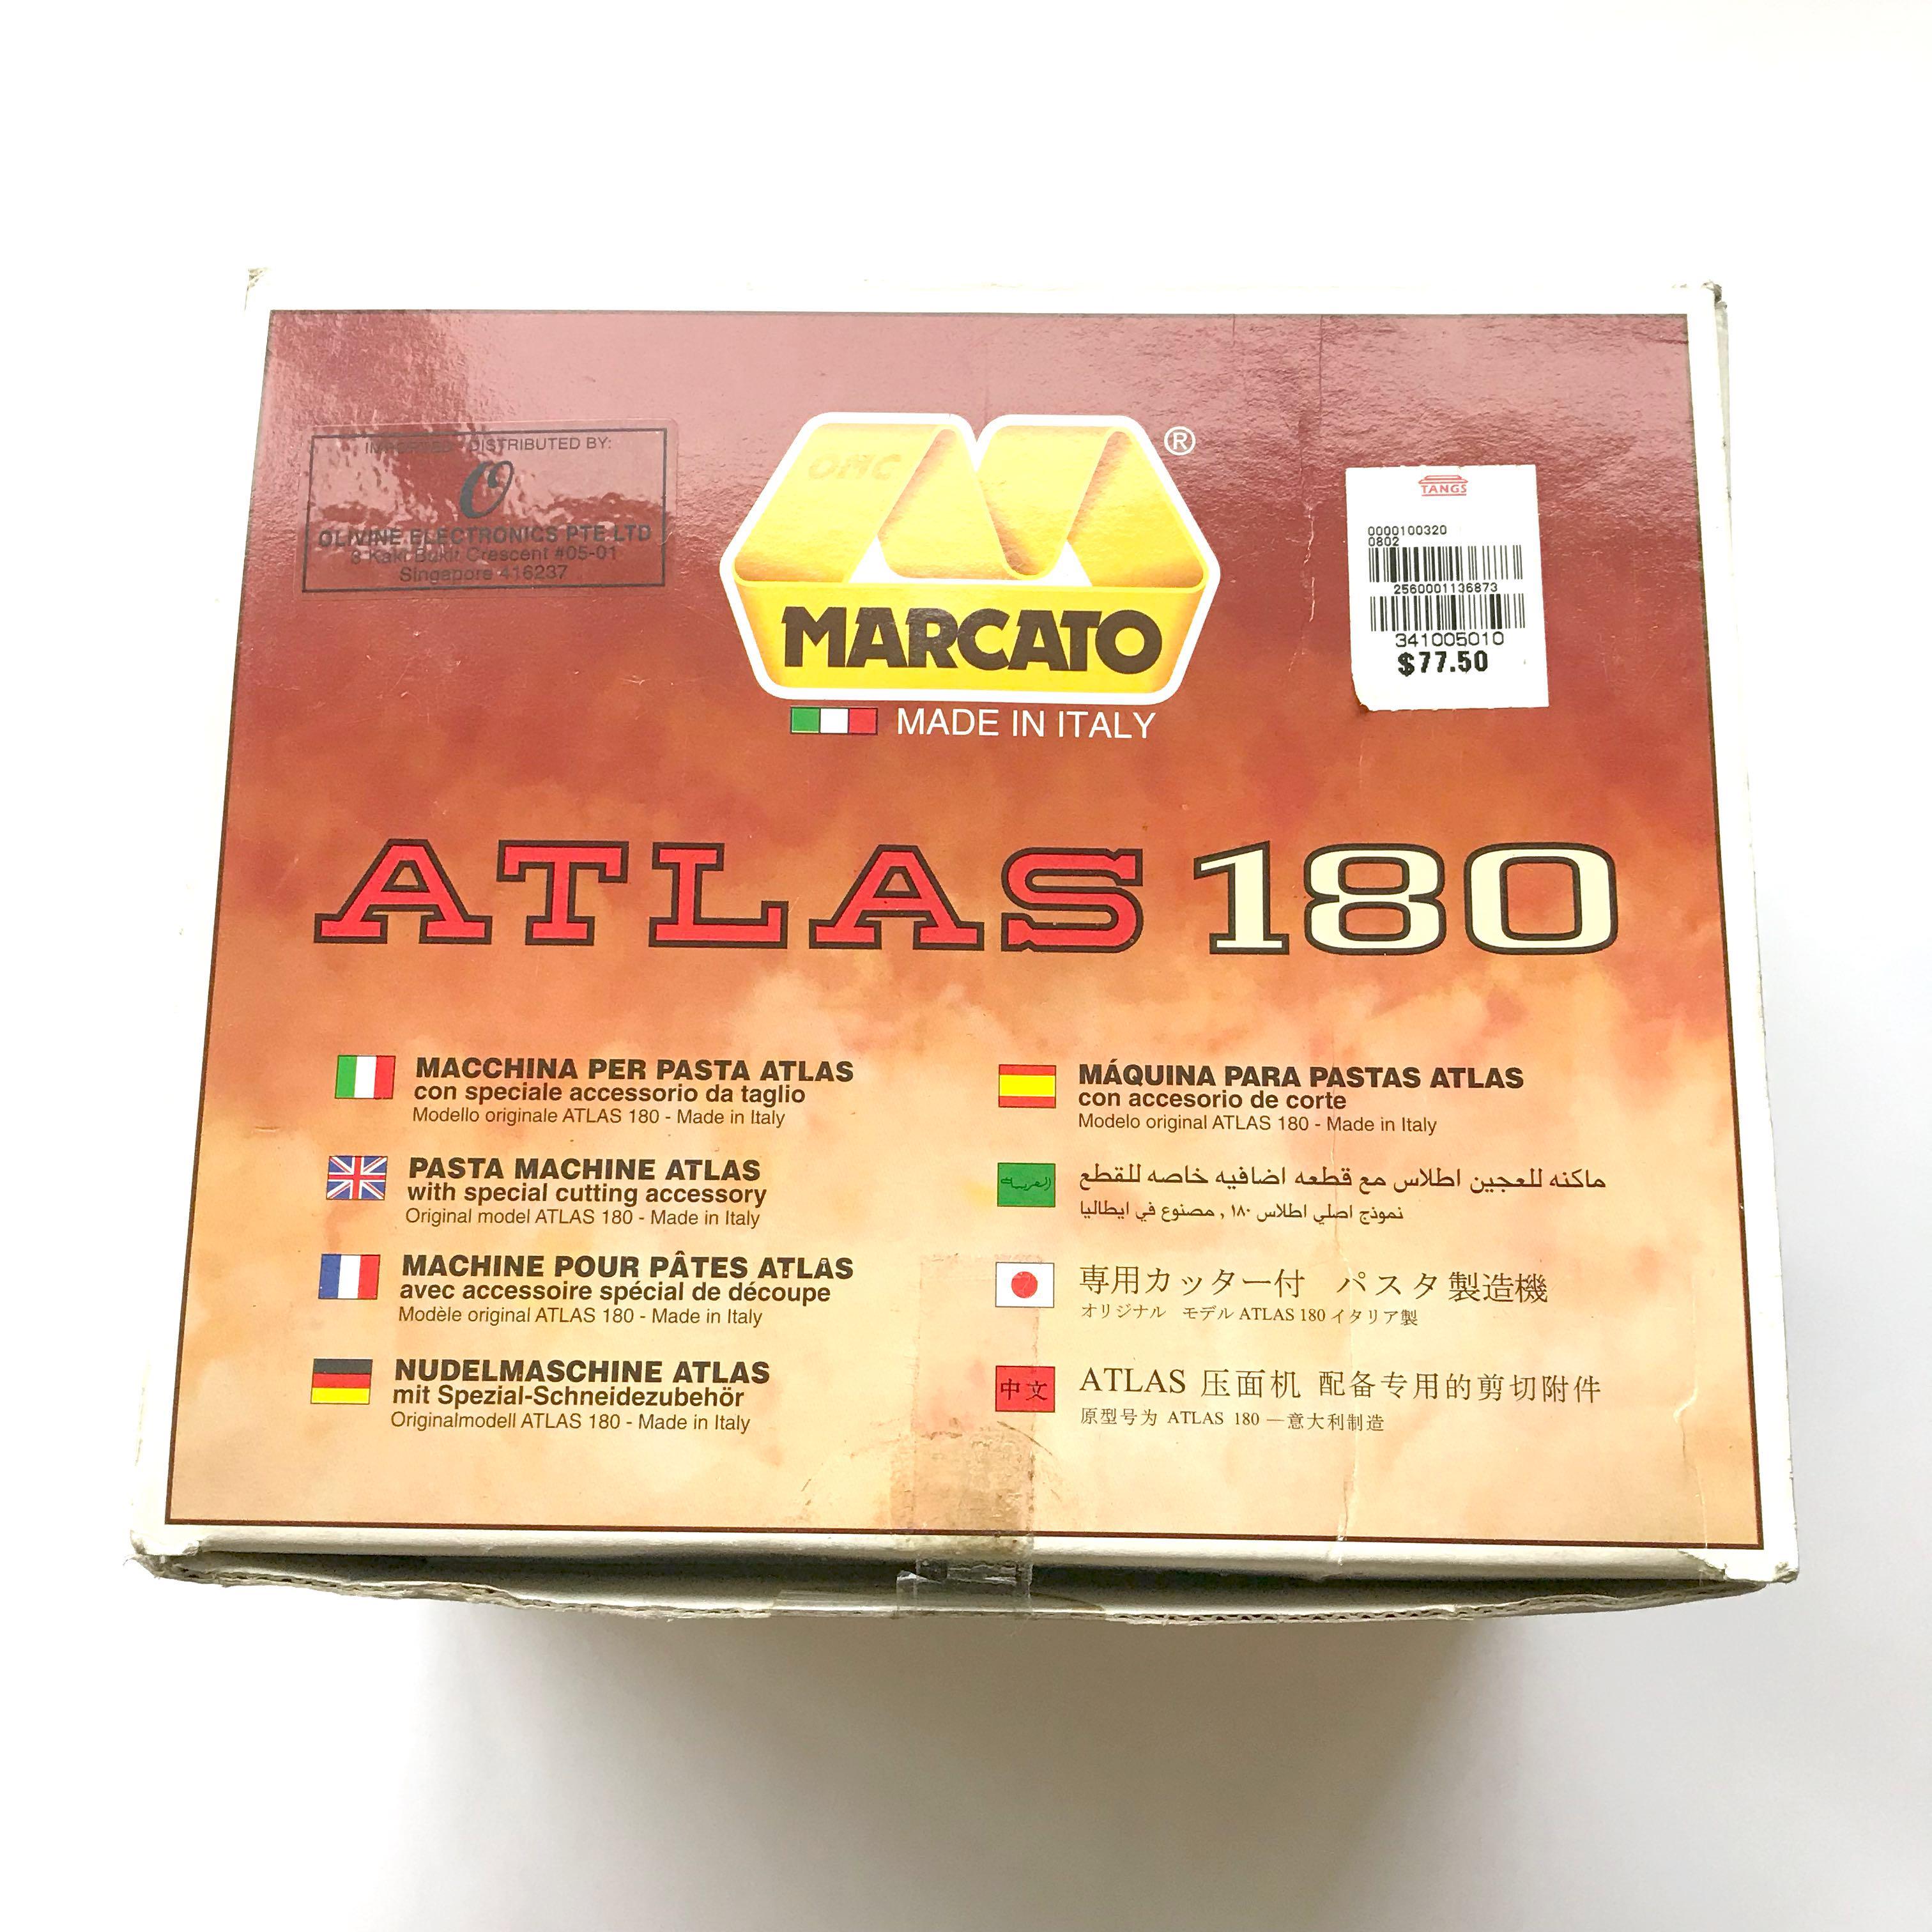 IMPORTED DISTRIBUTED BY:
O
OLIVINE ELECTRONICS PTE LTD
8 Kaki Bukit Crescent #05-01
Singapore 416237
OMC
®
MARCATO
MADE IN ITALY
TANGS
0000100320
0802
2560001136873
341005010
$77.50
ATLAS 180
MACCHINA PER PASTA ATLAS
con speciale accessorio da taglio
Modello originale ATLAS 180 - Made in Italy
PASTA MACHINE ATLAS
with special cutting accessory
Original model ATLAS 180 - Made in Italy
MACHINE POUR PÂTES ATLAS
avec accessoire spécial de découpe
Modèle original ATLAS 180 - Made in Italy
NUDELMASCHINE ATLAS
mit Spezial-Schneidezubehör
Originalmodell ATLAS 180 - Made in Italy
MÁQUINA PARA PASTAS ATLAS
con accesorio de corte
Modelo original ATLAS 180 - Made in Italy
العربية
ماكنه للعجين اطلاس مع قطعه اضافيه خاصه للقطع
نموذج اصلي اطلاس ١٨٠ , مصنوع في ايطاليا
専用カッター付 パスタ製造機
オリジナル モデル ATLAS 180 イタリア製
中文
ATLAS 压面机 配备专用的剪切附件
原型号为 ATLAS 180 —意大利制造